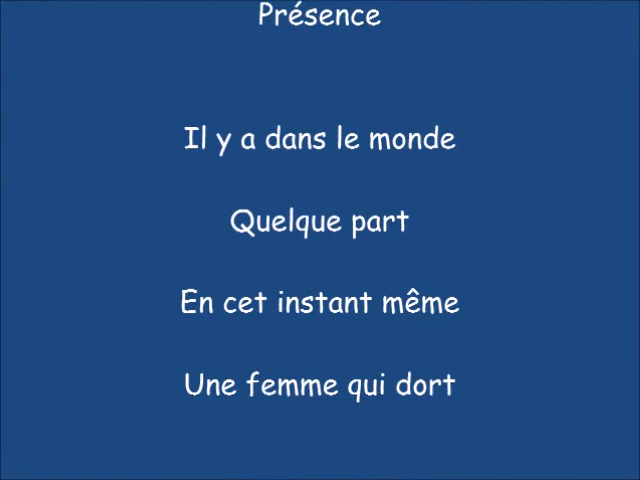 Présence
Il y a dans le monde
Quelque part
En cet instant même
Une femme qui dort